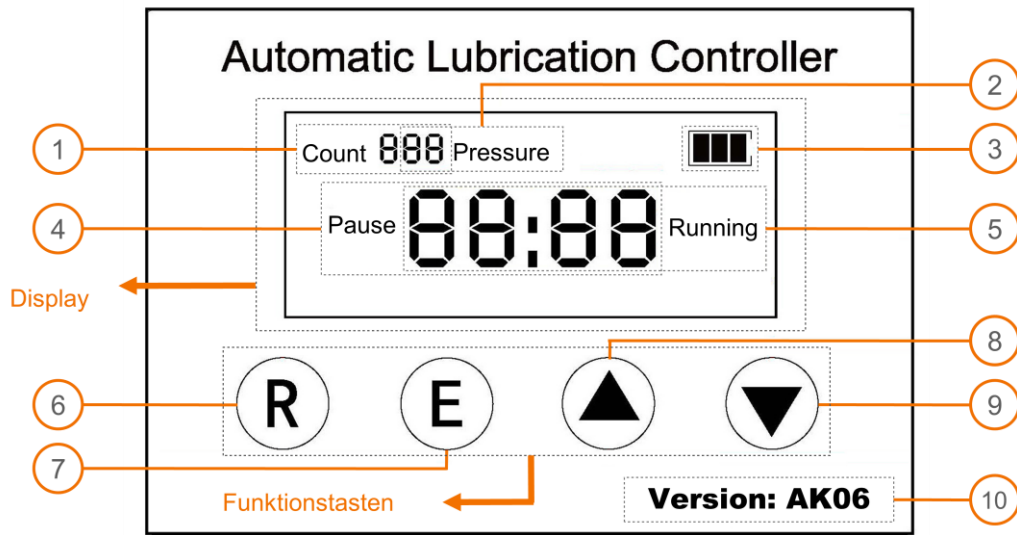 Automatic Lubrication Controller
2
1
Count 888 Pressure
3
4
Pause 88:88 Running
5
Display
8
6
R E
9
7
Funktionstasten
Version: AK06
10